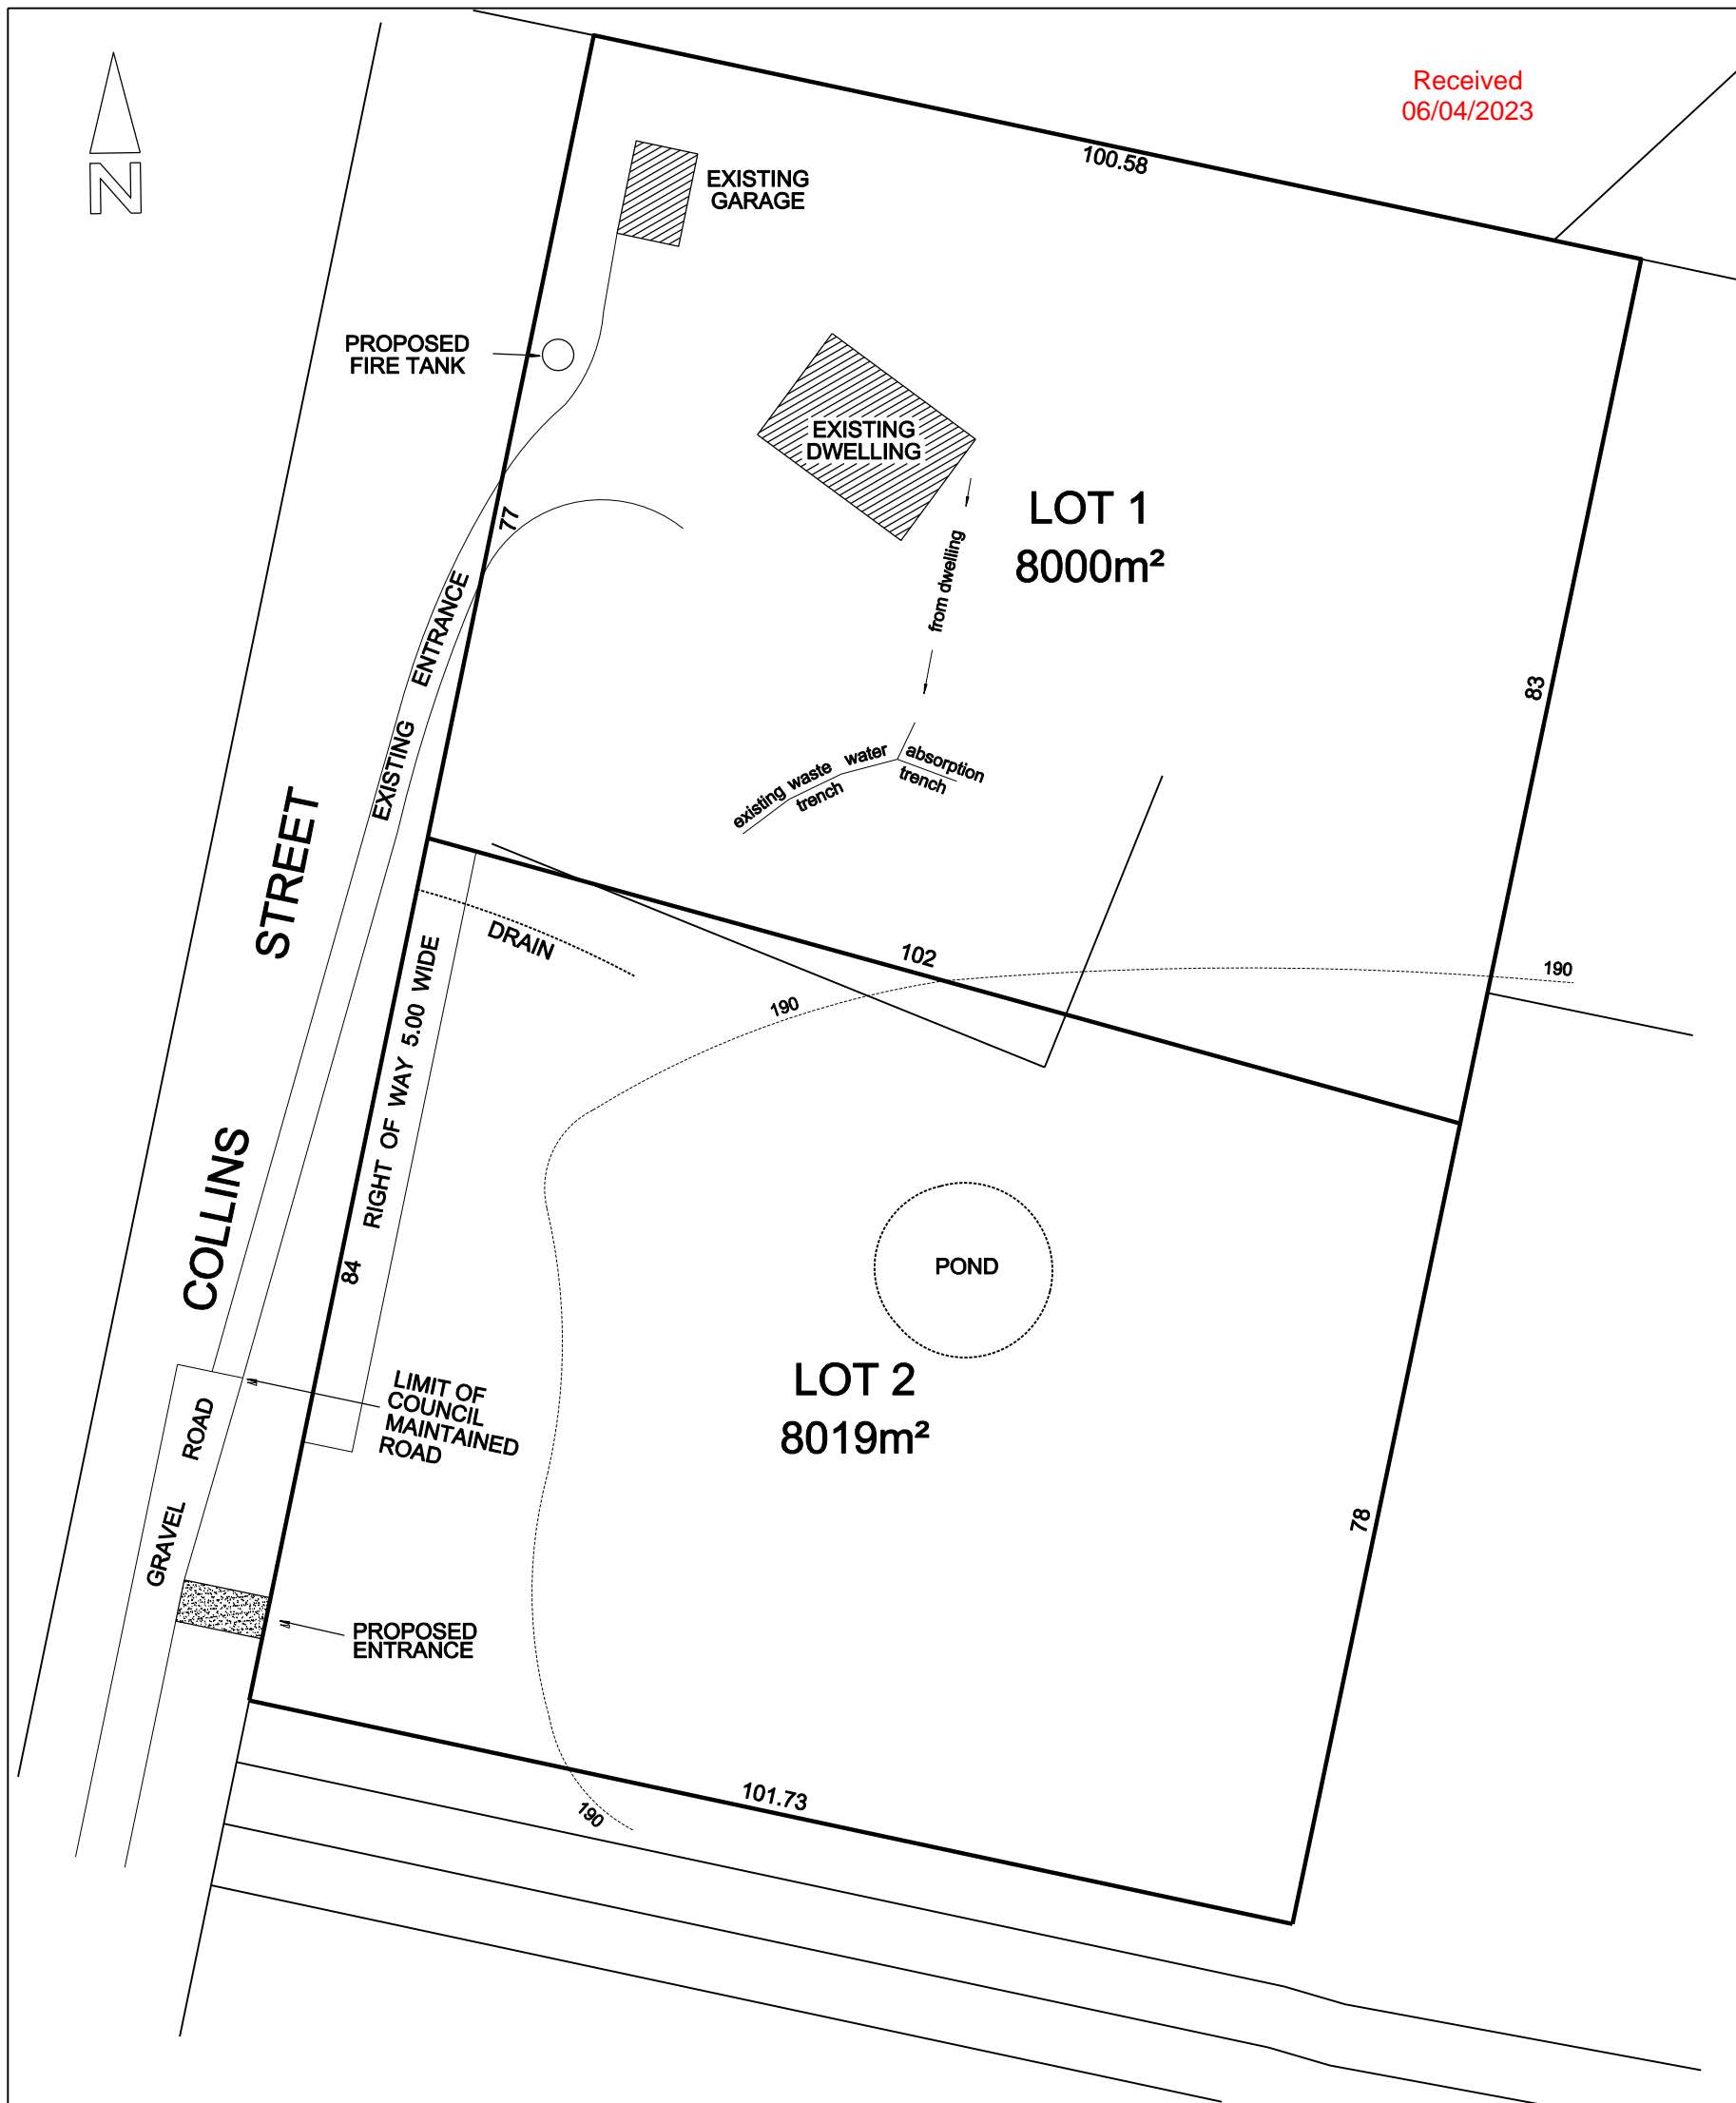 Received
06/04/2023
N
100.58
EXISTING
GARAGE
PROPOSED
FIRE TANK
EXISTING
DWELLING
LOT 1
8000m²
77
from dwelling
EXISTING ENTRANCE
83
existing waste water absorption
trench
trench
STREET
COLLINS
DRAIN
102
190
190
RIGHT OF WAY 5.00 WIDE
84
POND
LOT 2
8019m²
LIMIT OF
COUNCIL
MAINTAINED
ROAD
GRAVEL ROAD
78
PROPOSED
ENTRANCE
101.73
190